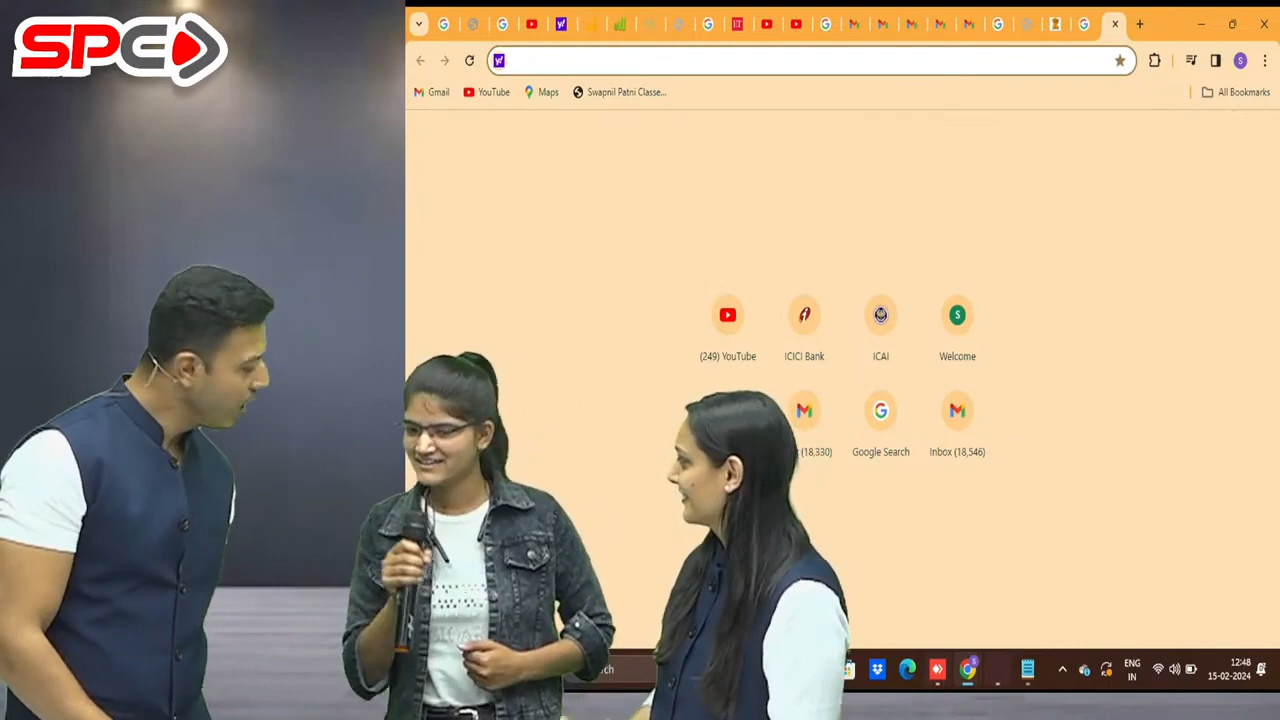 SPC
Gmail YouTube Maps Swapnil Patni Classe... All Bookmarks
(249) YouTube ICICI Bank ICAI Welcome
(18,330) Google Search Inbox (18,546)
ENG
IN
12:48
15-02-2024